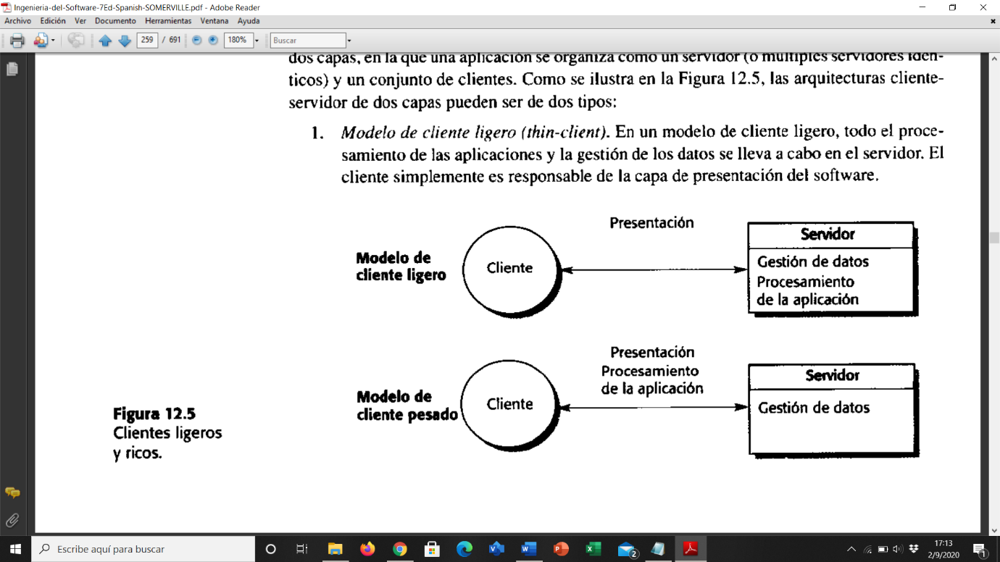 Ingenieria-del-Software-7Ed-Spanish-SOMERVILLE.pdf - Adobe Reader
Archivo Edición Ver Documento Herramientas Ventana Ayuda
259 / 691 180% Buscar
dos capas, en la que una aplicación se organiza como un servidor (o múltiples servidores idén-
ticos) y un conjunto de clientes. Como se ilustra en la Figura 12.5, las arquitecturas cliente-
servidor de dos capas pueden ser de dos tipos:
1. Modelo de cliente ligero (thin-client). En un modelo de cliente ligero, todo el proce-
samiento de las aplicaciones y la gestión de los datos se lleva a cabo en el servidor. El
cliente simplemente es responsable de la capa de presentación del software.
Modelo de
cliente ligero
Cliente
Presentación
Servidor
Gestión de datos
Procesamiento
de la aplicación
Modelo de
cliente pesado
Cliente
Presentación
Procesamiento
de la aplicación
Servidor
Gestión de datos
Figura 12.5
Clientes ligeros
y ricos.
Escribe aquí para buscar
2
17:13
2/9/2020
1